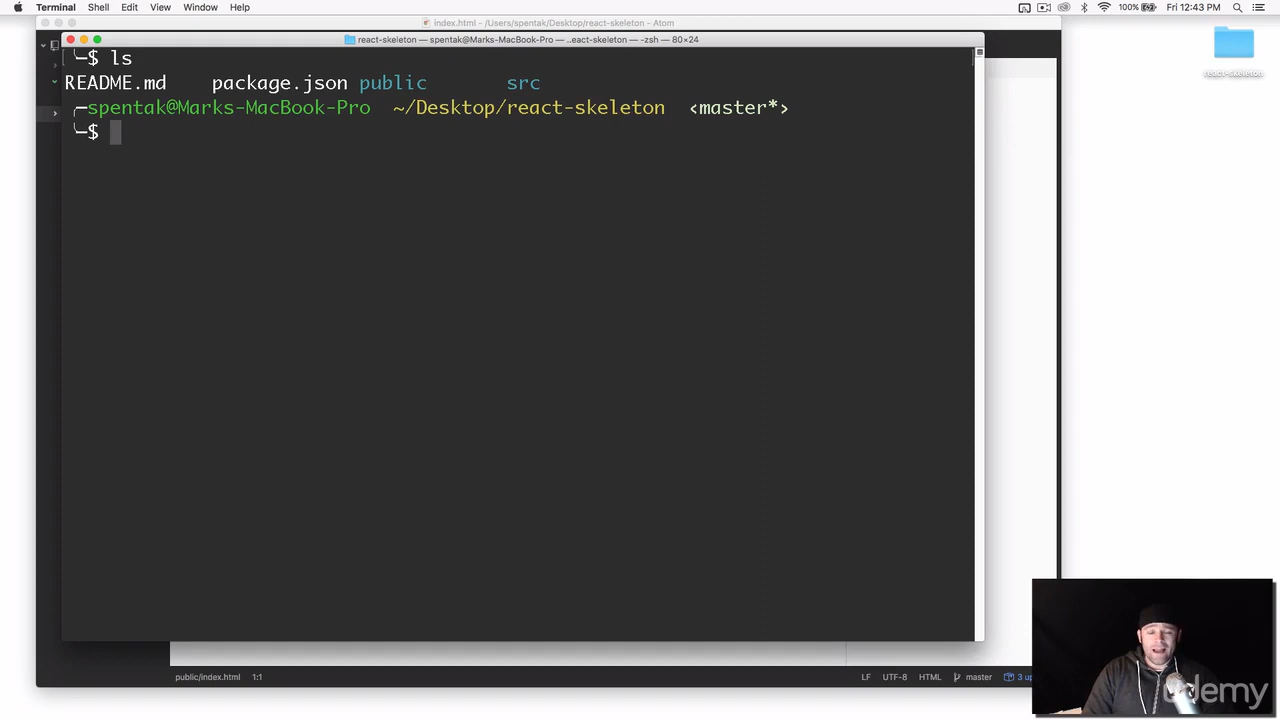 Terminal Shell Edit View Window Help 100% Fri 12:43 PM
index.html - /Users/spentak/Desktop/react-skeleton - Atom
react-skeleton — spentak@Marks-MacBook-Pro — ..eact-skeleton — -zsh — 80×24
╰─$ ls
README.md package.json public src
╭─spentak@Marks-MacBook-Pro ~/Desktop/react-skeleton <master*>
╰─$
react-skeleton
public/index.html 1:1 LF UTF-8 HTML master 3 up
udemy